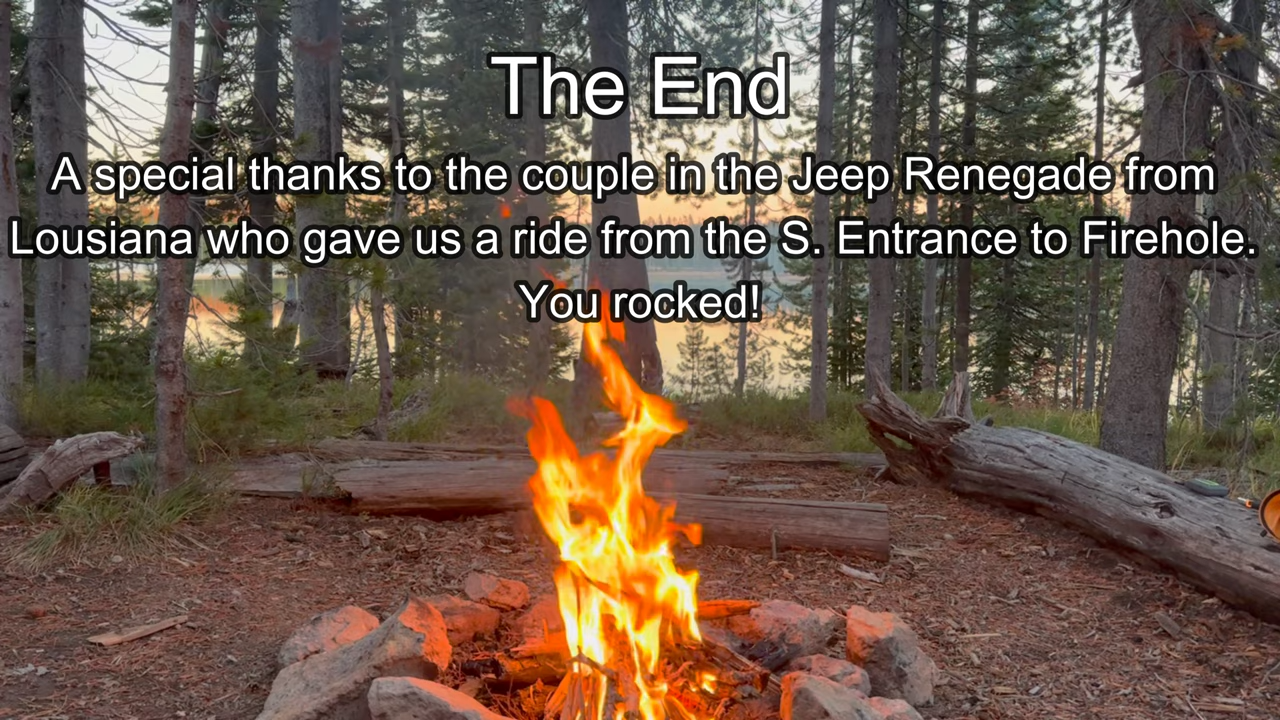 The End
A special thanks to the couple in the Jeep Renegade from
Lousiana who gave us a ride from the S. Entrance to Firehole.
You rocked!